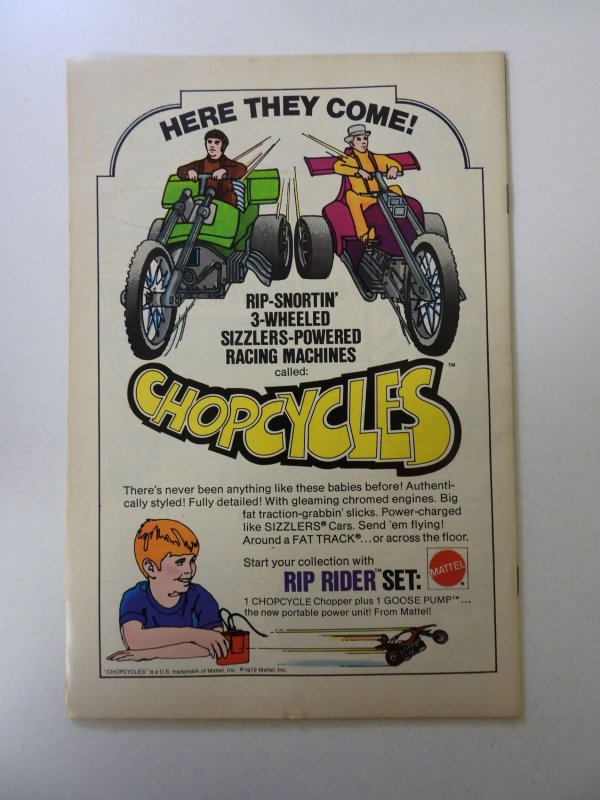 HERE THEY COME!
RIP-SNORTIN'
3-WHEELED
SIZZLERS-POWERED
RACING MACHINES
called:
CHOPCYCLES™
There's never been anything like these babies before! Authenti-
cally styled! Fully detailed! With gleaming chromed engines. Big
fat traction-grabbin' slicks. Power-charged
like SIZZLERS® Cars. Send 'em flying!
Around a FAT TRACK®...or across the floor.
Start your collection with
RIP RIDER™ SET:
MATTEL®
1 CHOPCYCLE Chopper plus 1 GOOSE PUMP™...
the new portable power unit! From Mattel!
"CHOPCYCLES" is a U.S. trademark of Mattel, Inc. ©1972 Mattel, Inc.